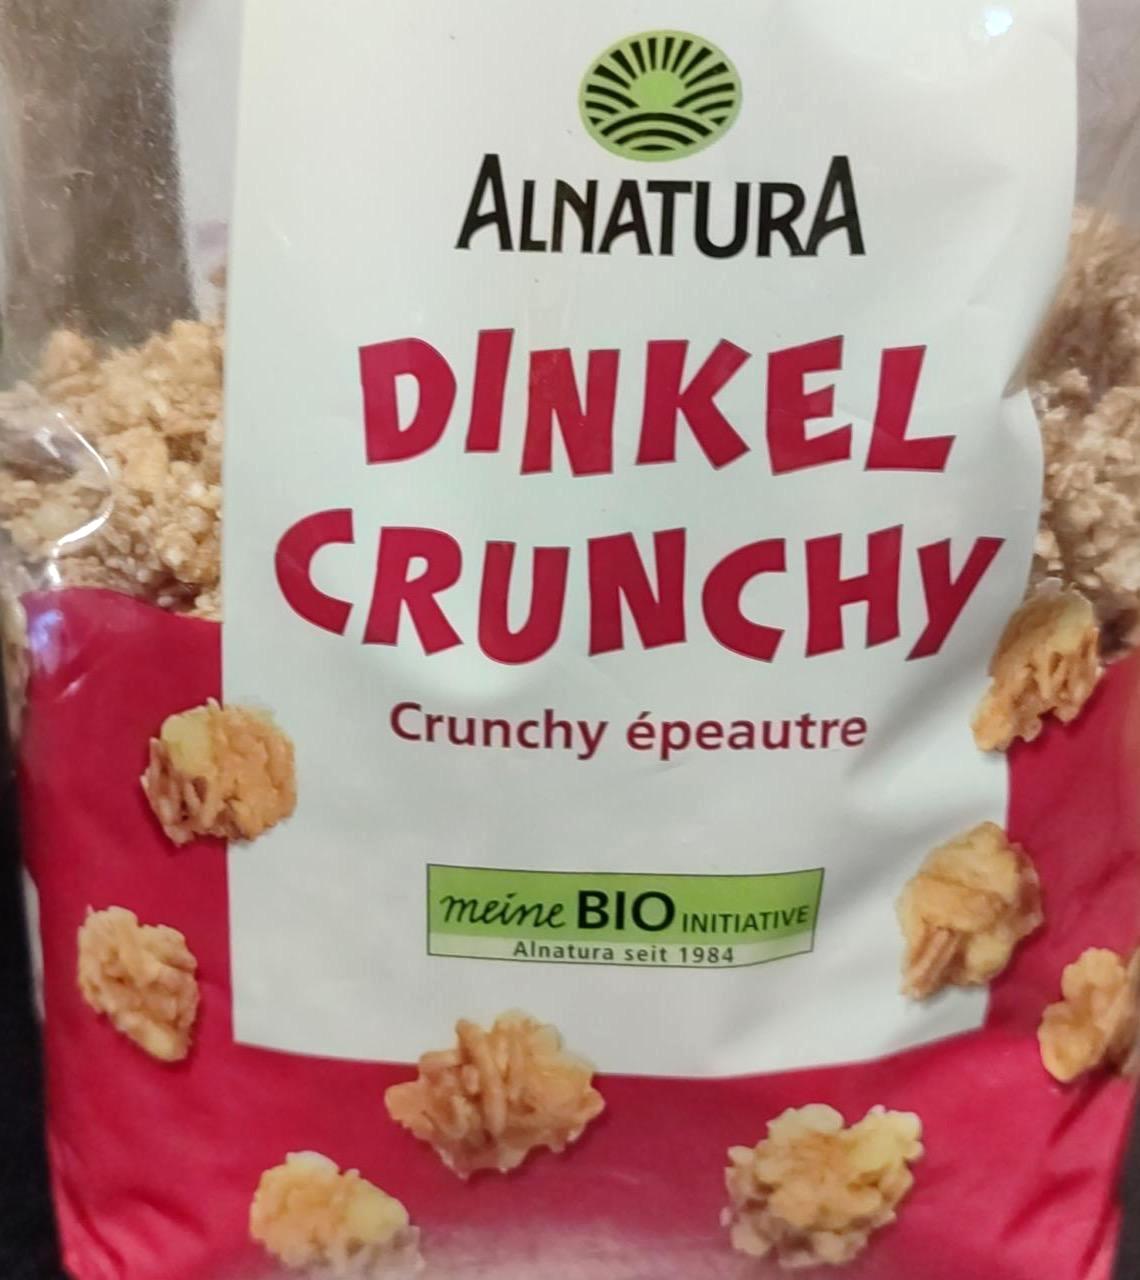 ALNATURA
DINKEL
CRUNCHY
Crunchy épeautre
meine BIO INITIATIVE
Alnatura seit 1984